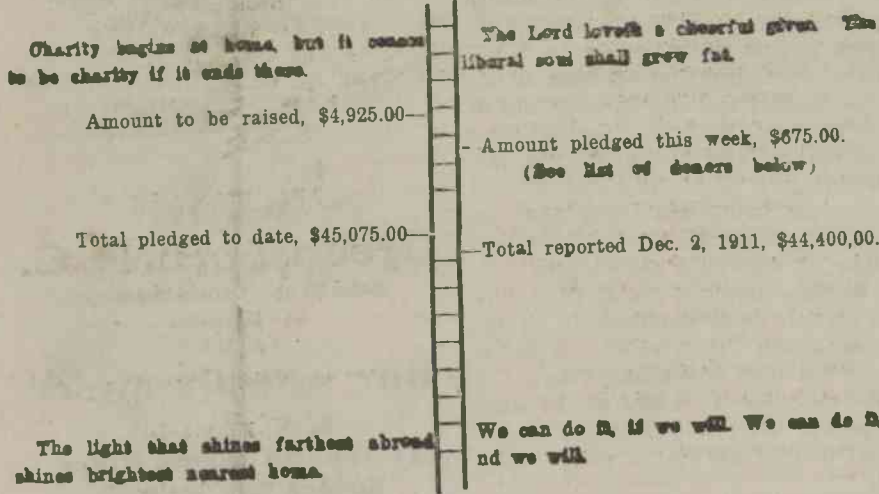 Charity begins at home, but it ceases
to be charity if it ends there.
Amount to be raised, $4,925.00—
Total pledged to date, $45,075.00—
The light that shines farthest abroad
shines brightest nearest home.
The Lord loveth a cheerful giver. The
liberal soul shall grow fat.
- Amount pledged this week, $675.00.
(See list of donors below)
—Total reported Dec. 2, 1911, $44,400,00.
We can do it, if we will. We can do it
nd we will.